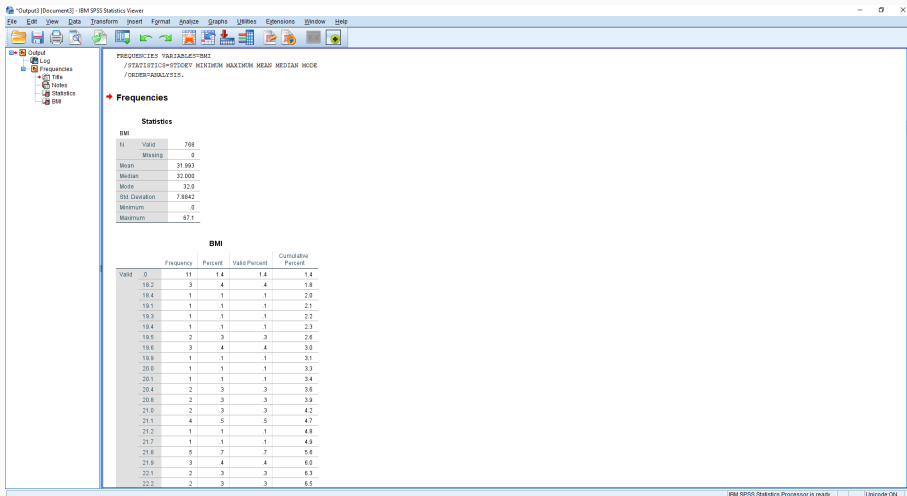 *Output3 [Document3] - IBM SPSS Statistics Viewer
File Edit View Data Transform Insert Format Analyze Graphs Utilities Extensions Window Help
Output
Log
Frequencies
Title
Notes
Statistics
BMI
FREQUENCIES VARIABLES=BMI
/STATISTICS=STDDEV MINIMUM MAXIMUM MEAN MEDIAN MODE
/ORDER=ANALYSIS.
Frequencies
Statistics
BMI
N Valid 768
Missing 0
Mean 31.993
Median 32.000
Mode 32.0
Std. Deviation 7.8842
Minimum .0
Maximum 67.1
BMI
Frequency Percent Valid Percent Cumulative Percent
Valid .0 11 1.4 1.4 1.4
18.2 3 .4 .4 1.8
18.4 1 .1 .1 2.0
19.1 1 .1 .1 2.1
19.3 1 .1 .1 2.2
19.4 1 .1 .1 2.3
19.5 2 .3 .3 2.6
19.6 3 .4 .4 3.0
19.9 1 .1 .1 3.1
20.0 1 .1 .1 3.3
20.1 1 .1 .1 3.4
20.4 2 .3 .3 3.6
20.8 2 .3 .3 3.9
21.0 2 .3 .3 4.2
21.1 4 .5 .5 4.7
21.2 1 .1 .1 4.8
21.7 1 .1 .1 4.9
21.8 5 .7 .7 5.6
21.9 3 .4 .4 6.0
22.1 2 .3 .3 6.3
22.2 2 .3 .3 6.5
IBM SPSS Statistics Processor is ready Unicode:ON